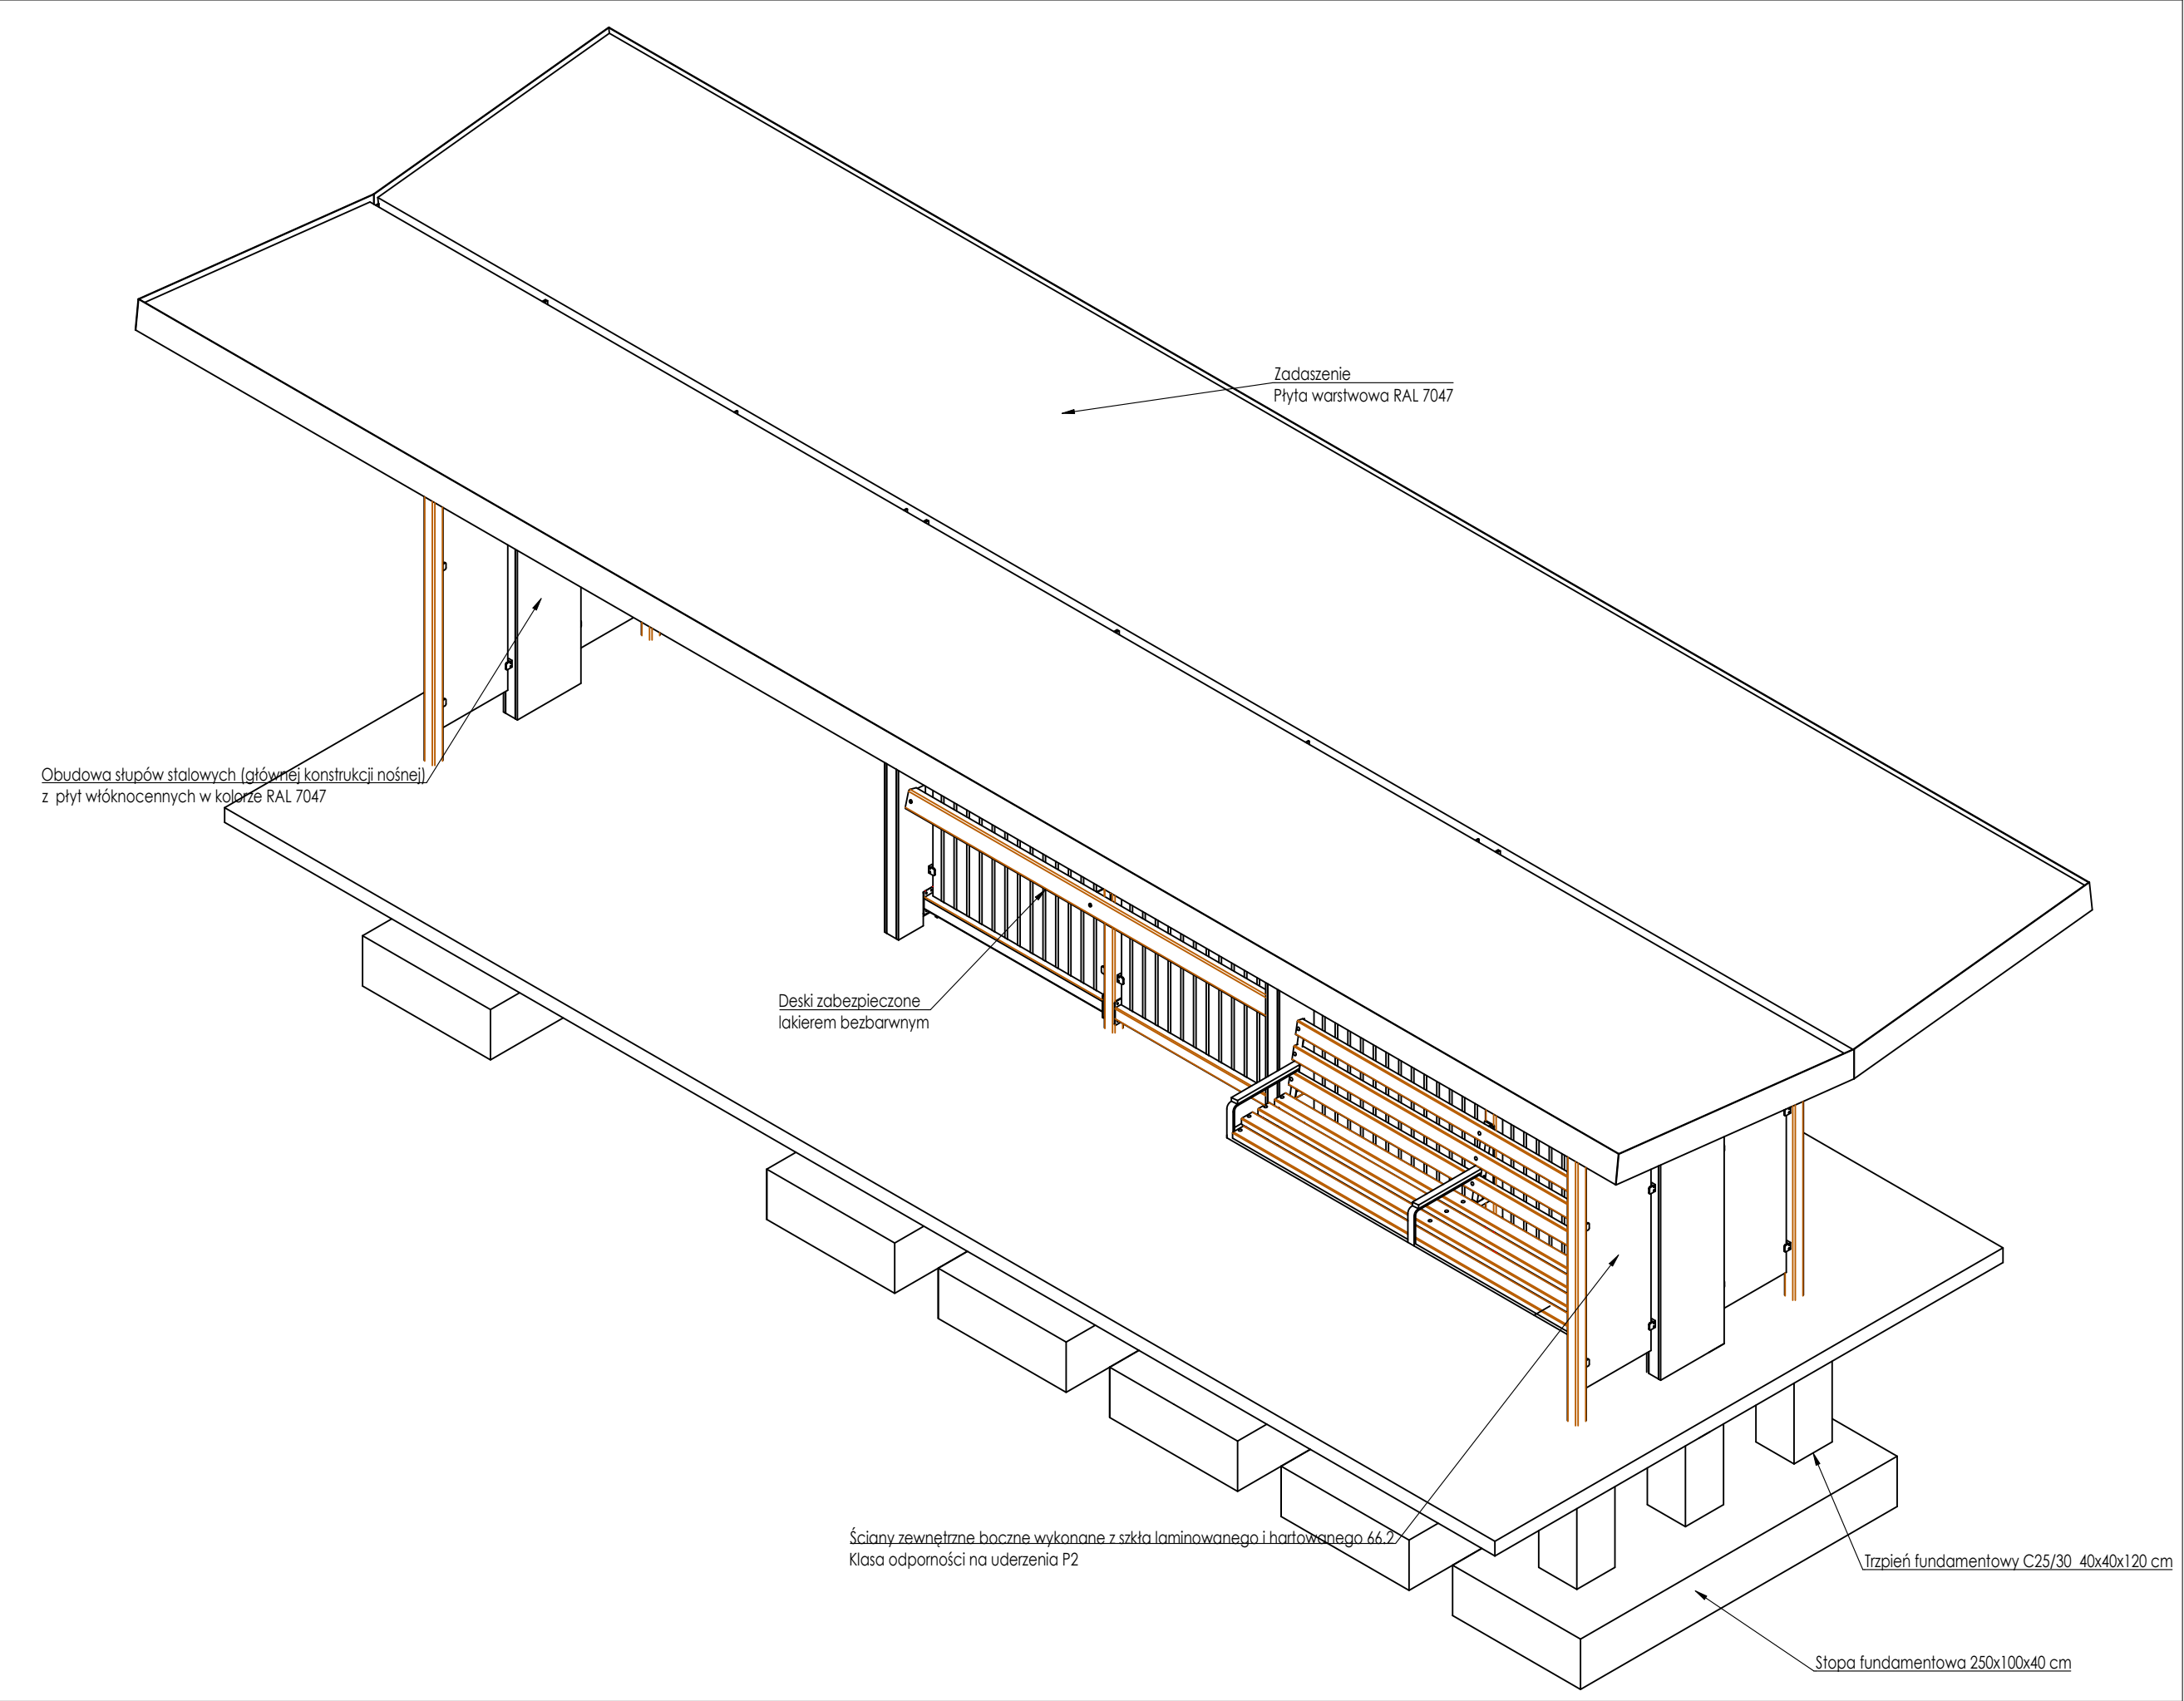 Zadaszenie
Płyta warstwowa RAL 7047
Obudowa słupów stalowych (głównej konstrukcji nośnej)
z płyt włóknocennych w kolorze RAL 7047
Deski zabezpieczone
lakierem bezbarwnym
Ściany zewnętrzne boczne wykonane z szkła laminowanego i hartowanego 66.2
Klasa odporności na uderzenia P2
Trzpień fundamentowy C25/30 40x40x120 cm
Stopa fundamentowa 250x100x40 cm